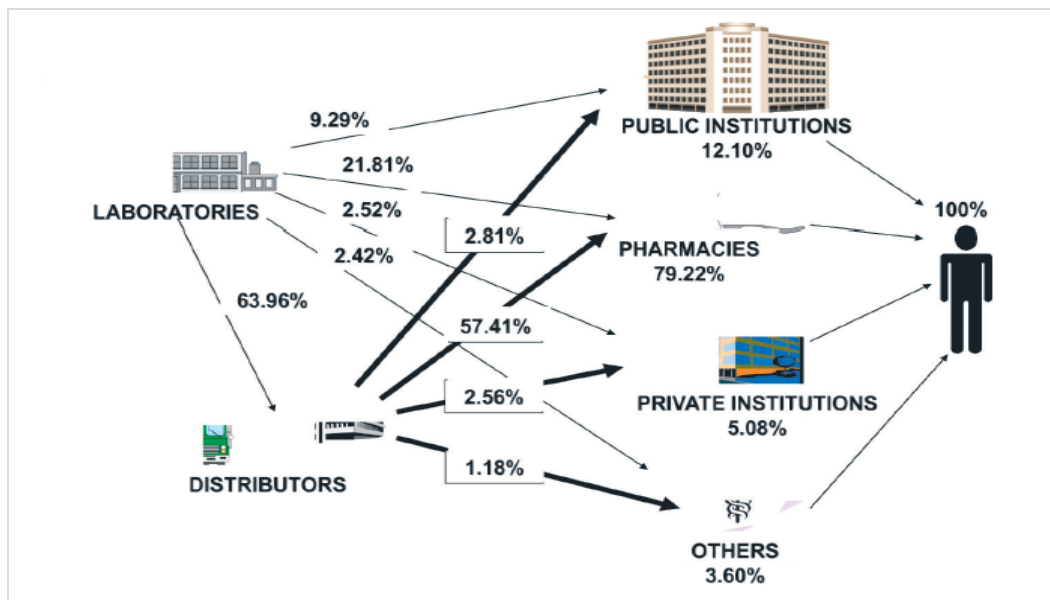 9.29%
PUBLIC INSTITUTIONS
12.10%
21.81%
LABORATORIES
2.52%
100%
2.81%
2.42%
PHARMACIES
79.22%
63.96%
57.41%
2.56%
PRIVATE INSTITUTIONS
5.08%
1.18%
DISTRIBUTORS
OTHERS
3.60%